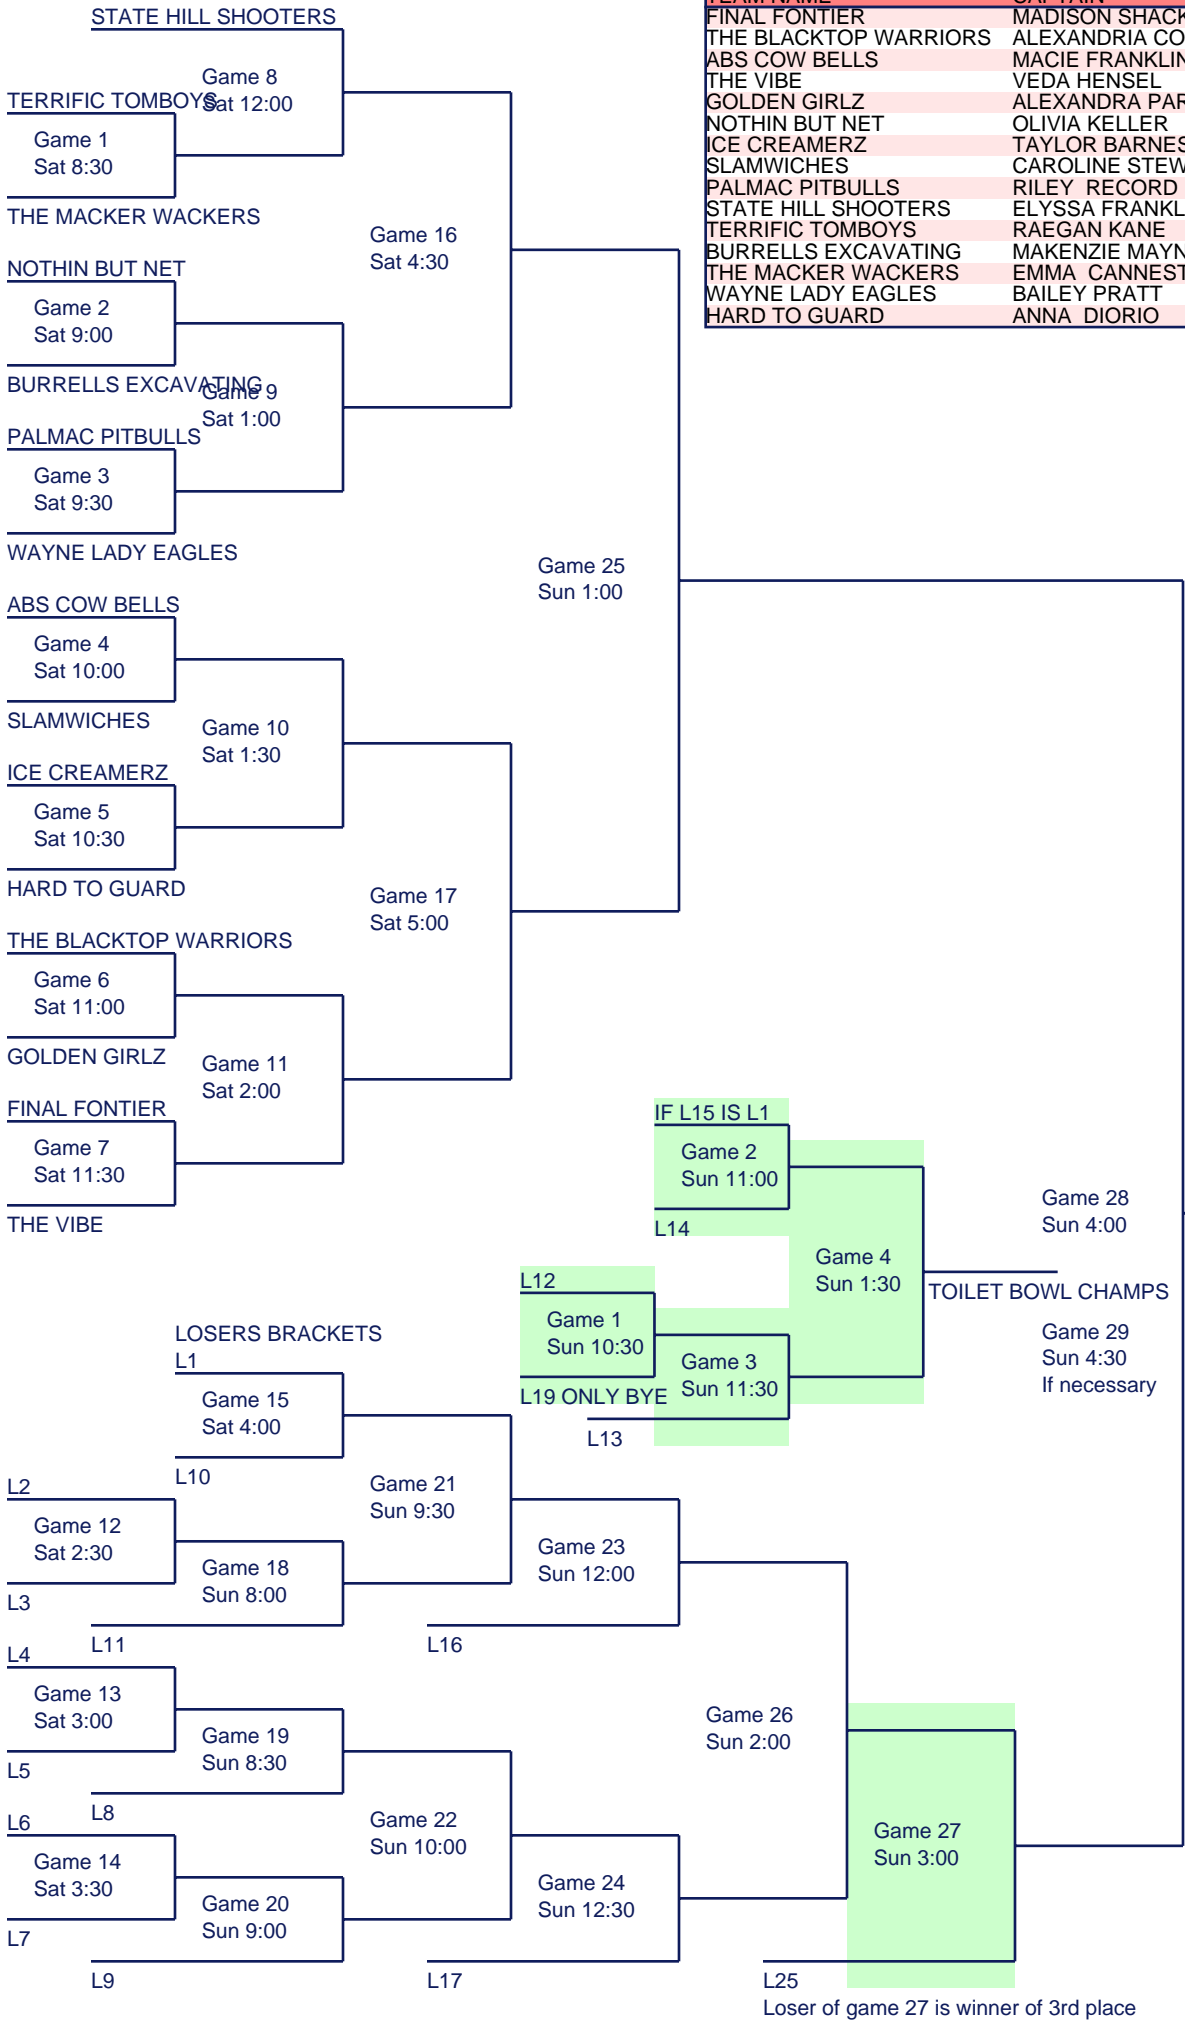 TEAM NAME CAPTAIN
FINAL FONTIER MADISON SHACK
THE BLACKTOP WARRIORS ALEXANDRIA CO
ABS COW BELLS MACIE FRANKLIN
THE VIBE VEDA HENSEL
GOLDEN GIRLZ ALEXANDRA PAR
NOTHIN BUT NET OLIVIA KELLER
ICE CREAMERZ TAYLOR BARNES
SLAMWICHES CAROLINE STEW
PALMAC PITBULLS RILEY RECORD
STATE HILL SHOOTERS ELYSSA FRANKL
TERRIFIC TOMBOYS RAEGAN KANE
BURRELLS EXCAVATING MAKENZIE MAYN
THE MACKER WACKERS EMMA CANNEST
WAYNE LADY EAGLES BAILEY PRATT
HARD TO GUARD ANNA DIORIO
STATE HILL SHOOTERS
Game 8
Sat 12:00
TERRIFIC TOMBOYS
Game 1
Sat 8:30
THE MACKER WACKERS
Game 16
Sat 4:30
NOTHIN BUT NET
Game 2
Sat 9:00
BURRELLS EXCAVATING
Game 9
Sat 1:00
PALMAC PITBULLS
Game 3
Sat 9:30
WAYNE LADY EAGLES
Game 25
Sun 1:00
ABS COW BELLS
Game 4
Sat 10:00
SLAMWICHES
Game 10
Sat 1:30
ICE CREAMERZ
Game 5
Sat 10:30
HARD TO GUARD
Game 17
Sat 5:00
THE BLACKTOP WARRIORS
Game 6
Sat 11:00
GOLDEN GIRLZ
Game 11
Sat 2:00
FINAL FONTIER
Game 7
Sat 11:30
THE VIBE
IF L15 IS L1
Game 2
Sun 11:00
L14
Game 28
Sun 4:00
Game 4
Sun 1:30
TOILET BOWL CHAMPS
L12
Game 1
Sun 10:30
L19 ONLY BYE
Game 3
Sun 11:30
L13
Game 29
Sun 4:30
If necessary
LOSERS BRACKETS
L1
Game 15
Sat 4:00
L10
Game 21
Sun 9:30
L2
Game 12
Sat 2:30
L3
Game 18
Sun 8:00
L11
Game 23
Sun 12:00
L16
L4
Game 13
Sat 3:00
L5
Game 19
Sun 8:30
L8
Game 26
Sun 2:00
L6
Game 14
Sat 3:30
L7
Game 22
Sun 10:00
Game 20
Sun 9:00
L9
Game 24
Sun 12:30
L17
Game 27
Sun 3:00
L25
Loser of game 27 is winner of 3rd place